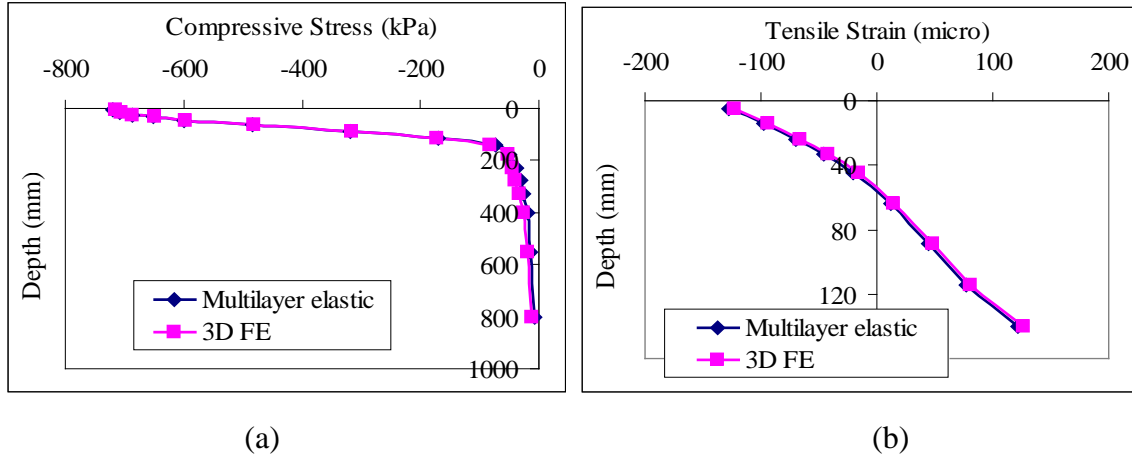 Compressive Stress (kPa)
-800 -600 -400 -200 0
0
200
400
600
800
1000
Depth (mm)
Multilayer elastic
3D FE
(a)
Tensile Strain (micro)
-200 -100 0 100 200
0
40
80
120
Depth (mm)
Multilayer elastic
3D FE
(b)